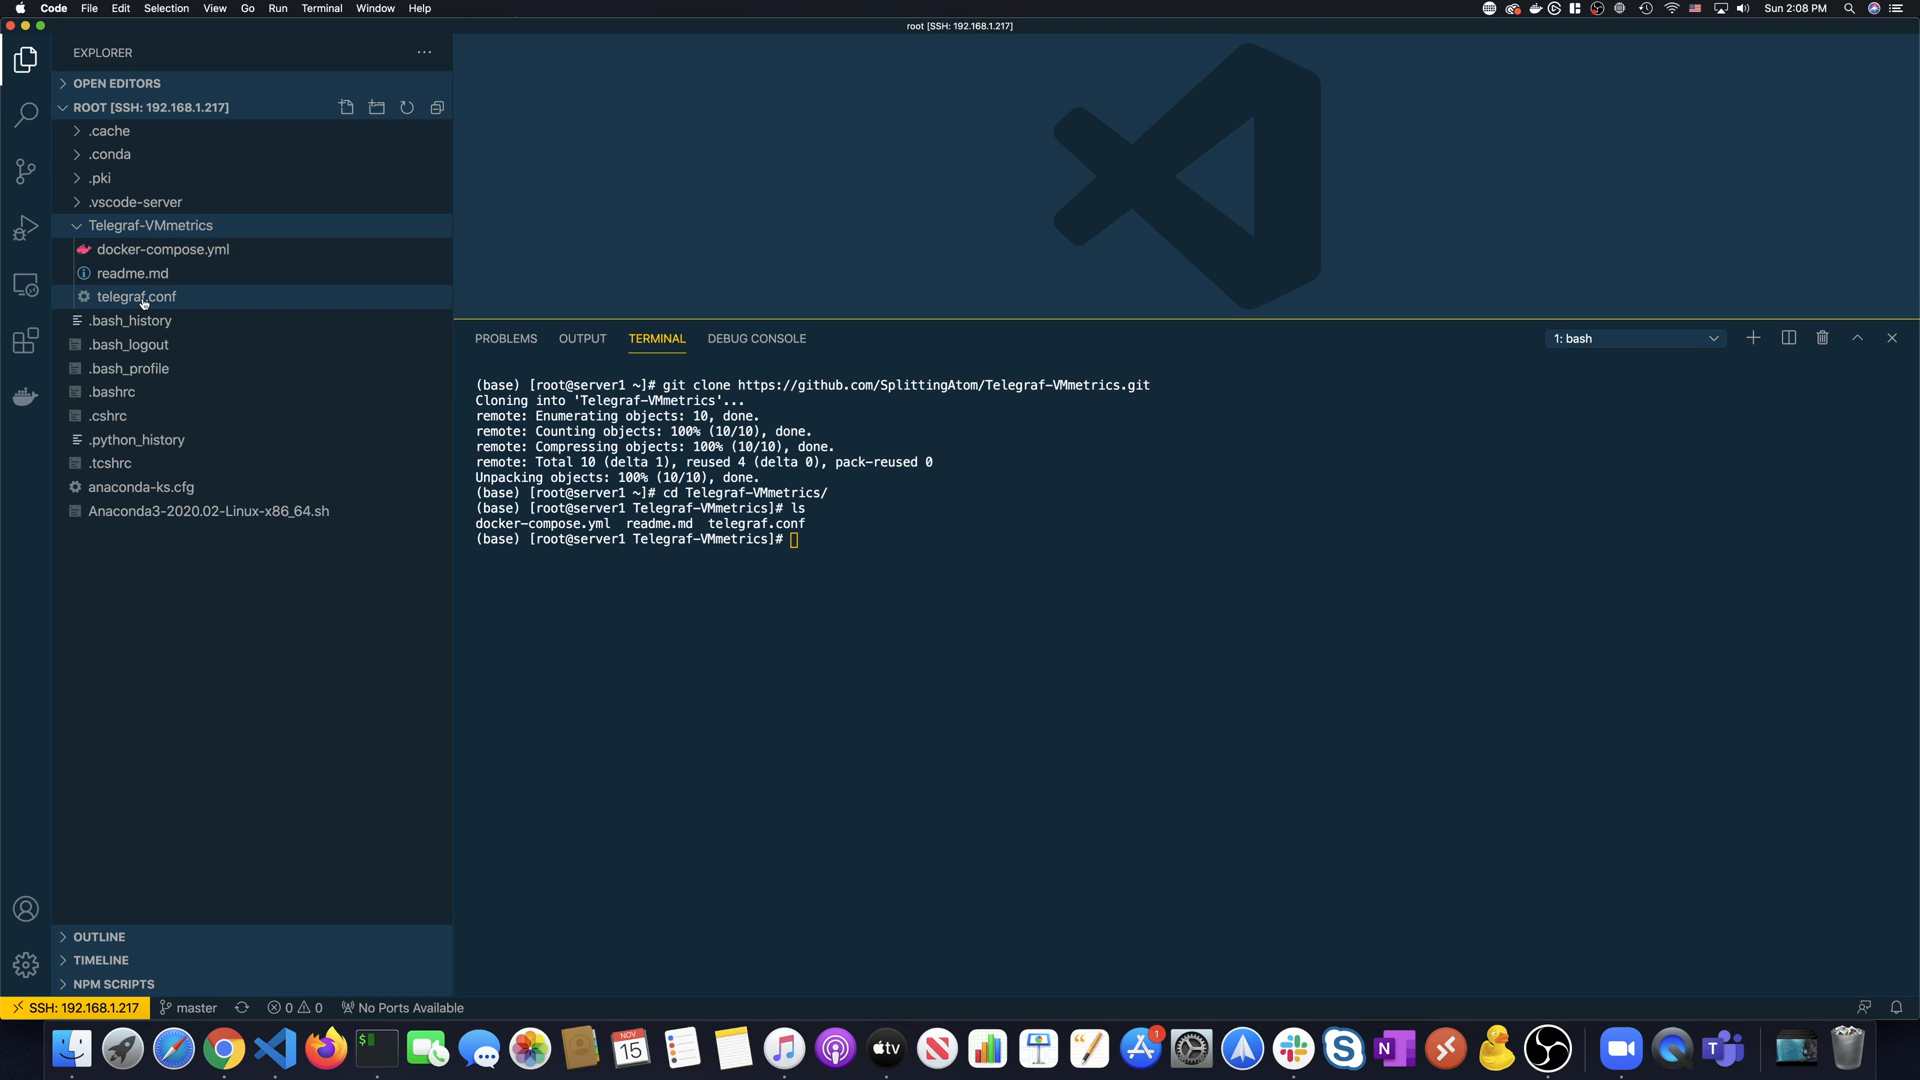 Code File Edit Selection View Go Run Terminal Window Help
Sun 2:08 PM
root [SSH: 192.168.1.217]
EXPLORER
OPEN EDITORS
ROOT [SSH: 192.168.1.217]
.cache
.conda
.pki
.vscode-server
Telegraf-VMmetrics
docker-compose.yml
readme.md
telegraf.conf
.bash_history
.bash_logout
.bash_profile
.bashrc
.cshrc
.python_history
.tcshrc
anaconda-ks.cfg
Anaconda3-2020.02-Linux-x86_64.sh
OUTLINE
TIMELINE
NPM SCRIPTS
PROBLEMS OUTPUT TERMINAL DEBUG CONSOLE
1: bash
(base) [root@server1 ~]# git clone https://github.com/SplittingAtom/Telegraf-VMmetrics.git
Cloning into 'Telegraf-VMmetrics'...
remote: Enumerating objects: 10, done.
remote: Counting objects: 100% (10/10), done.
remote: Compressing objects: 100% (10/10), done.
remote: Total 10 (delta 1), reused 4 (delta 0), pack-reused 0
Unpacking objects: 100% (10/10), done.
(base) [root@server1 ~]# cd Telegraf-VMmetrics/
(base) [root@server1 Telegraf-VMmetrics]# ls
docker-compose.yml readme.md telegraf.conf
(base) [root@server1 Telegraf-VMmetrics]#
SSH: 192.168.1.217 master 0 0 No Ports Available
$
NOV
15
tv
1
S
N
T